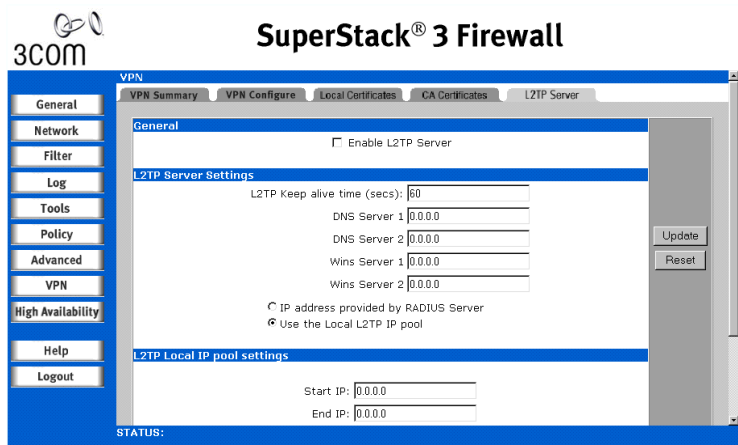 3COM
SuperStack® 3 Firewall
VPN
VPN Summary VPN Configure Local Certificates CA Certificates L2TP Server
General
Network
Filter
Log
Tools
Policy
Advanced
VPN
High Availability
Help
Logout
General
Enable L2TP Server
L2TP Server Settings
L2TP Keep alive time (secs): 60
DNS Server 1 0.0.0.0
DNS Server 2 0.0.0.0
Wins Server 1 0.0.0.0
Wins Server 2 0.0.0.0
IP address provided by RADIUS Server
Use the Local L2TP IP pool
L2TP Local IP pool settings
Start IP: 0.0.0.0
End IP: 0.0.0.0
Update
Reset
STATUS: